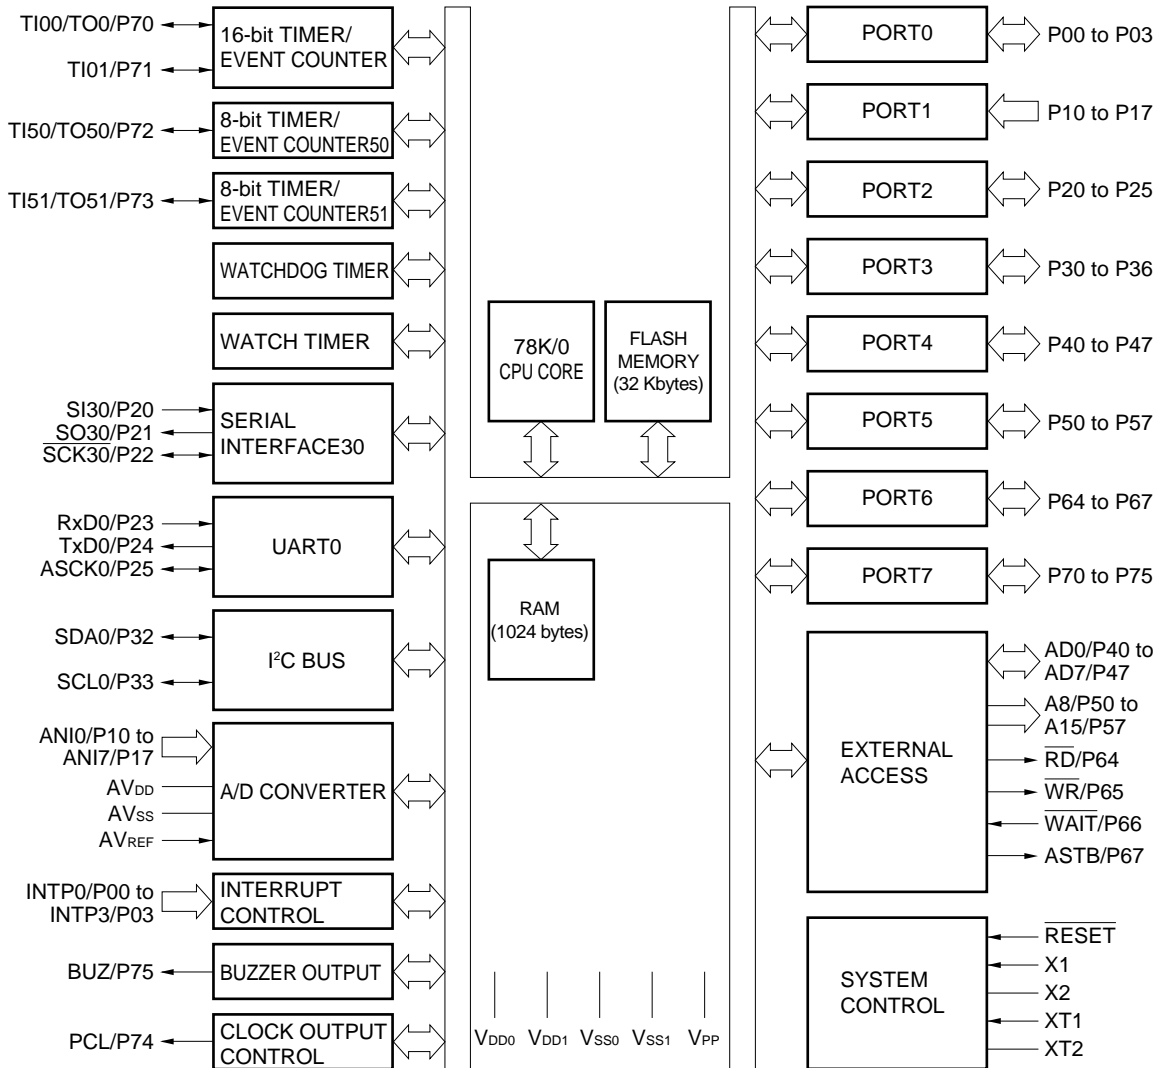 TI00/TO0/P70
TI01/P71
16-bit TIMER/
EVENT COUNTER
TI50/TO50/P72
8-bit TIMER/
EVENT COUNTER50
TI51/TO51/P73
8-bit TIMER/
EVENT COUNTER51
WATCHDOG TIMER
WATCH TIMER
SI30/P20
SO30/P21
SCK30/P22
SERIAL
INTERFACE30
RxD0/P23
TxD0/P24
ASCK0/P25
UART0
SDA0/P32
SCL0/P33
I²C BUS
ANI0/P10 to
ANI7/P17
AVDD
AVSS
AVREF
A/D CONVERTER
INTP0/P00 to
INTP3/P03
INTERRUPT
CONTROL
BUZ/P75
BUZZER OUTPUT
PCL/P74
CLOCK OUTPUT
CONTROL
78K/0
CPU CORE
FLASH
MEMORY
(32 Kbytes)
RAM
(1024 bytes)
VDD0 VDD1 VSS0 VSS1 VPP
PORT0
P00 to P03
PORT1
P10 to P17
PORT2
P20 to P25
PORT3
P30 to P36
PORT4
P40 to P47
PORT5
P50 to P57
PORT6
P64 to P67
PORT7
P70 to P75
EXTERNAL
ACCESS
AD0/P40 to
AD7/P47
A8/P50 to
A15/P57
RD/P64
WR/P65
WAIT/P66
ASTB/P67
SYSTEM
CONTROL
RESET
X1
X2
XT1
XT2